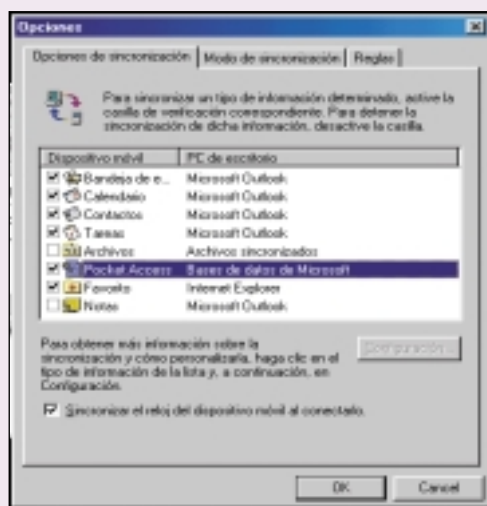 Opciones
Opciones de sincronización Modo de sincronización Reglas
Para sincronizar un tipo de información determinado, active la
casilla de verificación correspondiente. Para detener la
sincronización de dicha información, desactive la casilla.
Dispositivo móvil PC de escritorio
Bandeja de e... Microsoft Outlook
Calendario Microsoft Outlook
Contactos Microsoft Outlook
Tareas Microsoft Outlook
Archivos Archivos sincronizados
Pocket Access Bases de datos de Microsoft
Favorito Internet Explorer
Notas Microsoft Outlook
Para obtener más información sobre la
sincronización y cómo personalizarla, haga clic en el
tipo de información de la lista y, a continuación, en
Configuración.
Configuración...
Sincronizar el reloj del dispositivo móvil al conectarlo.
OK Cancel